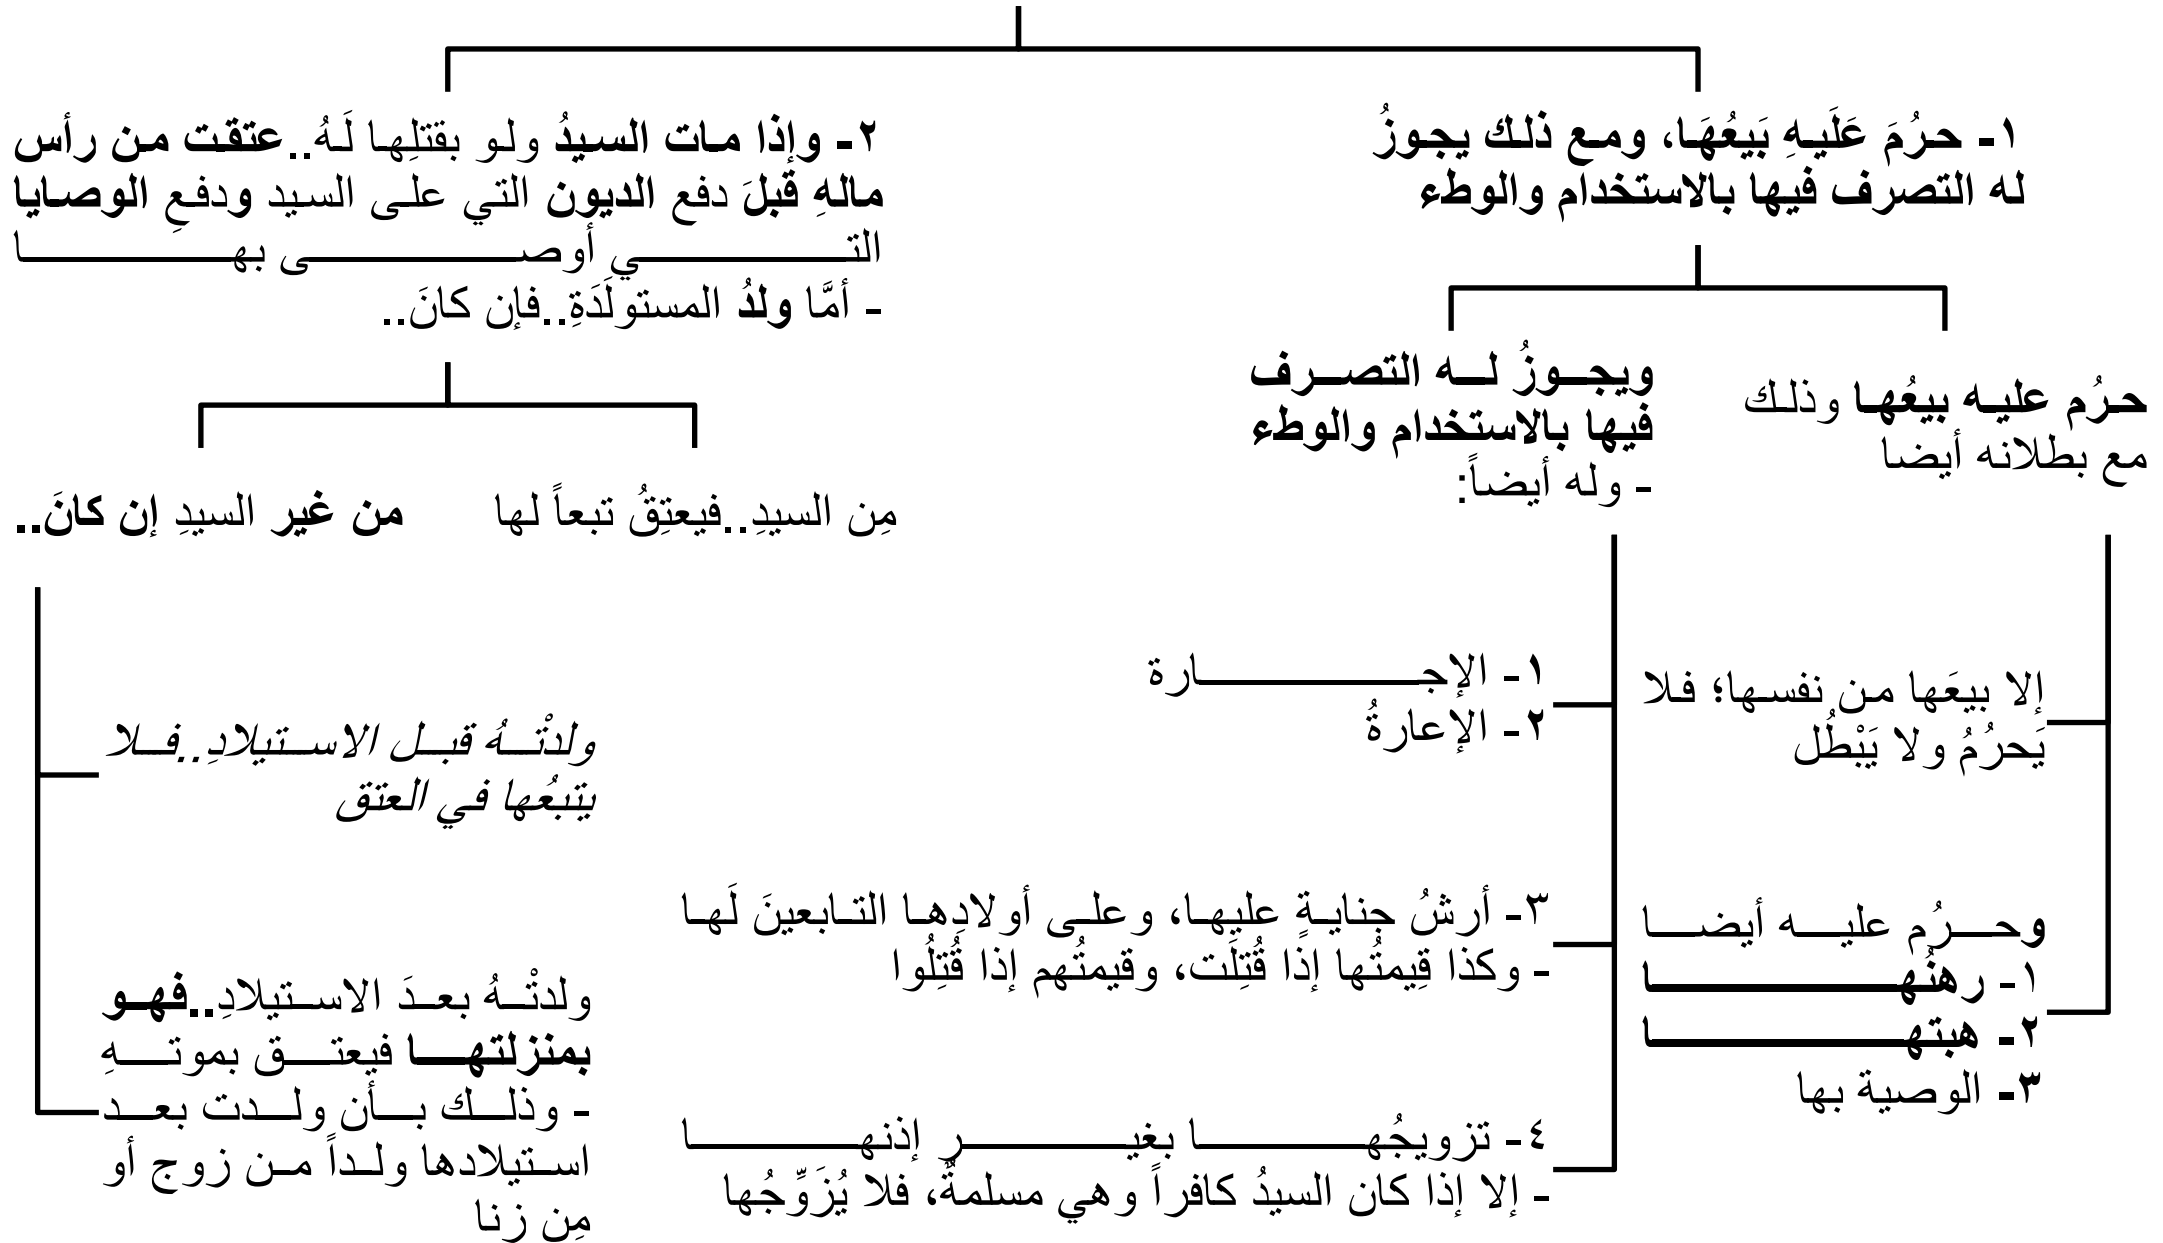 ١- حرُمَ عَلَيهِ بَيعُهَا، ومع ذلك يجوزُ
له التصرف فيها بالاستخدام والوطء
حرُم عليه بيعُها وذلك
مع بطلانه أيضا
إلا بيعَها من نفسها؛ فلا
يَحرُمُ ولا يَبْطُل
وحرُم عليه أيضا
١- رهنُها
٢- هبتها
٣- الوصية بها
ويجوزُ له التصرف
فيها بالاستخدام والوطء
- وله أيضاً:
١- الإجارة
٢- الإعارةُ
٣- أرشُ جنايةٍ عليها، وعلى أولادِها التابعينَ لَها
- وكذا قِيمتُها إذا قُتِلَت، وقيمتُهم إذا قُتِلُوا
٤- تزويجُها بغير إذنها
- إلا إذا كان السيدُ كافراً وهي مسلمةٌ، فلا يُزَوِّجُها
٢- وإذا مات السيدُ ولو بقتلِها لَهُ..عتقت من رأس
مالهِ قبلَ دفع الديون التي على السيد ودفعِ الوصايا
التي أوصى بها
- أمَّا ولدُ المستولَدَةِ..فإن كانَ..
مِن السيدِ..فيعتِقُ تبعاً لها
من غير السيدِ إن كانَ..
ولدتْهُ قبل الاستيلادِ..فلا
يتبعُها في العتق
ولدتْهُ بعدَ الاستيلادِ..فهو
بمنزلتها فيعتق بموتهِ
- وذلك بأن ولدت بعد
استيلادها ولداً من زوج أو
مِن زنا